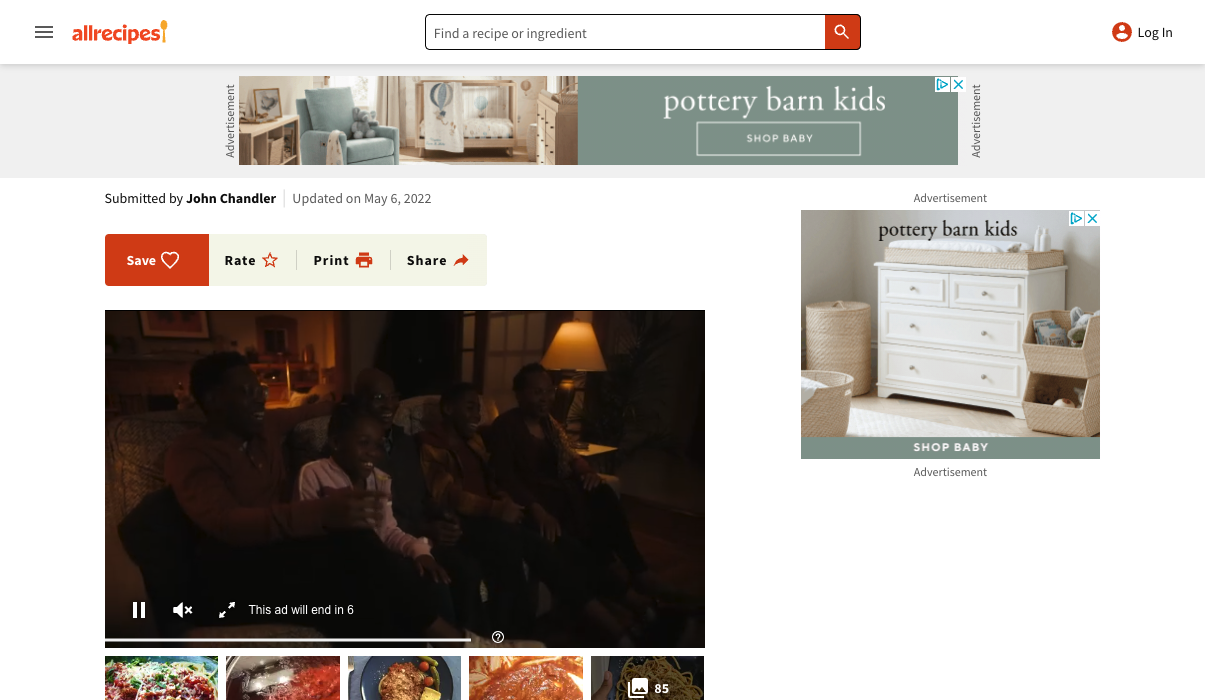 allrecipes
Find a recipe or ingredient
Log In
Advertisement
pottery barn kids
SHOP BABY
Advertisement
Submitted by John Chandler
Updated on May 6, 2022
Save
Rate
Print
Share
Advertisement
pottery barn kids
SHOP BABY
Advertisement
This ad will end in 6
85